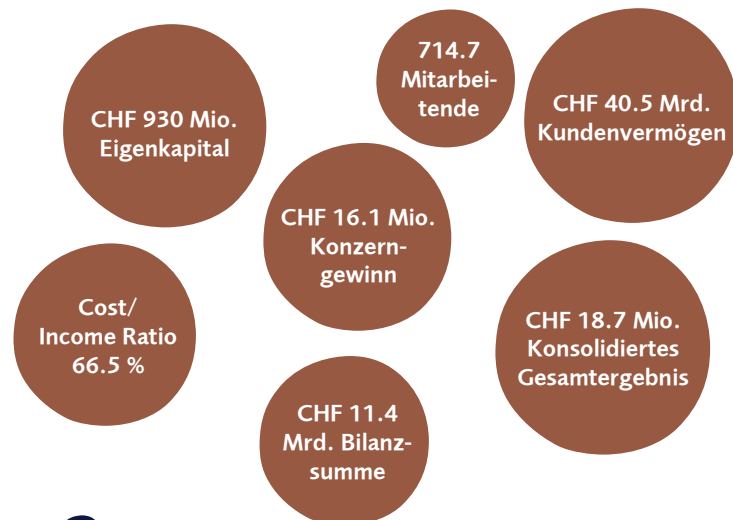 714.7
Mitarbei-
tende
CHF 930 Mio.
Eigenkapital
CHF 40.5 Mrd.
Kundenvermögen
CHF 16.1 Mio.
Konzern-
gewinn
Cost/
Income Ratio
66.5 %
CHF 18.7 Mio.
Konsolidiertes
Gesamtergebnis
CHF 11.4
Mrd. Bilanz-
summe